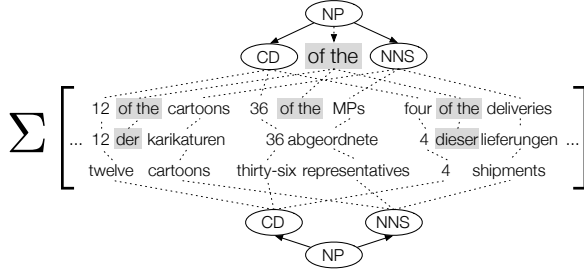 NP
CD of the NNS
∑ [ 12 of the cartoons 36 of the MPs four of the deliveries ]
... 12 der karikaturen 36 abgeordnete 4 dieser lieferungen ...
twelve cartoons thirty-six representatives 4 shipments
CD NNS
NP